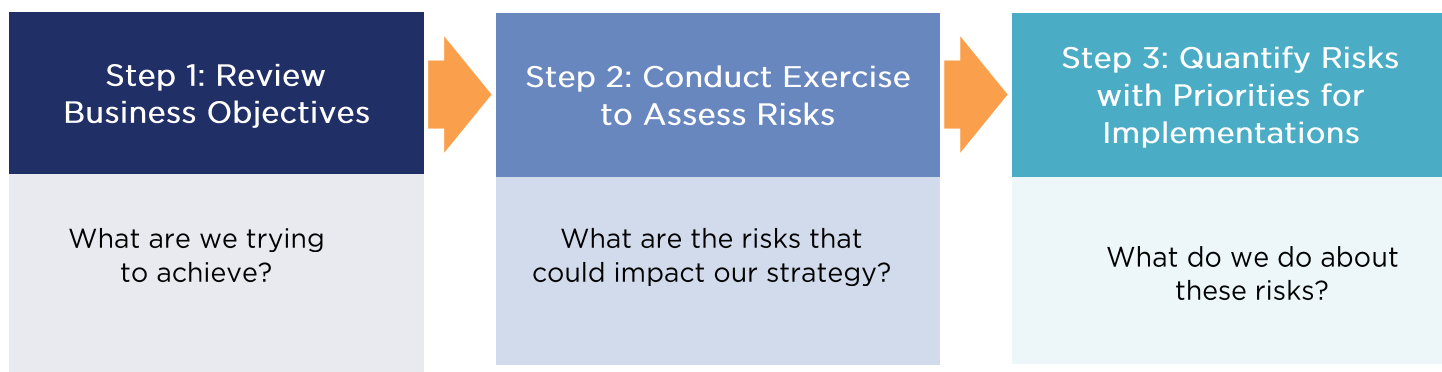 Step 1: Review
Business Objectives
What are we trying
to achieve?
Step 2: Conduct Exercise
to Assess Risks
What are the risks that
could impact our strategy?
Step 3: Quantify Risks
with Priorities for
Implementations
What do we do about
these risks?